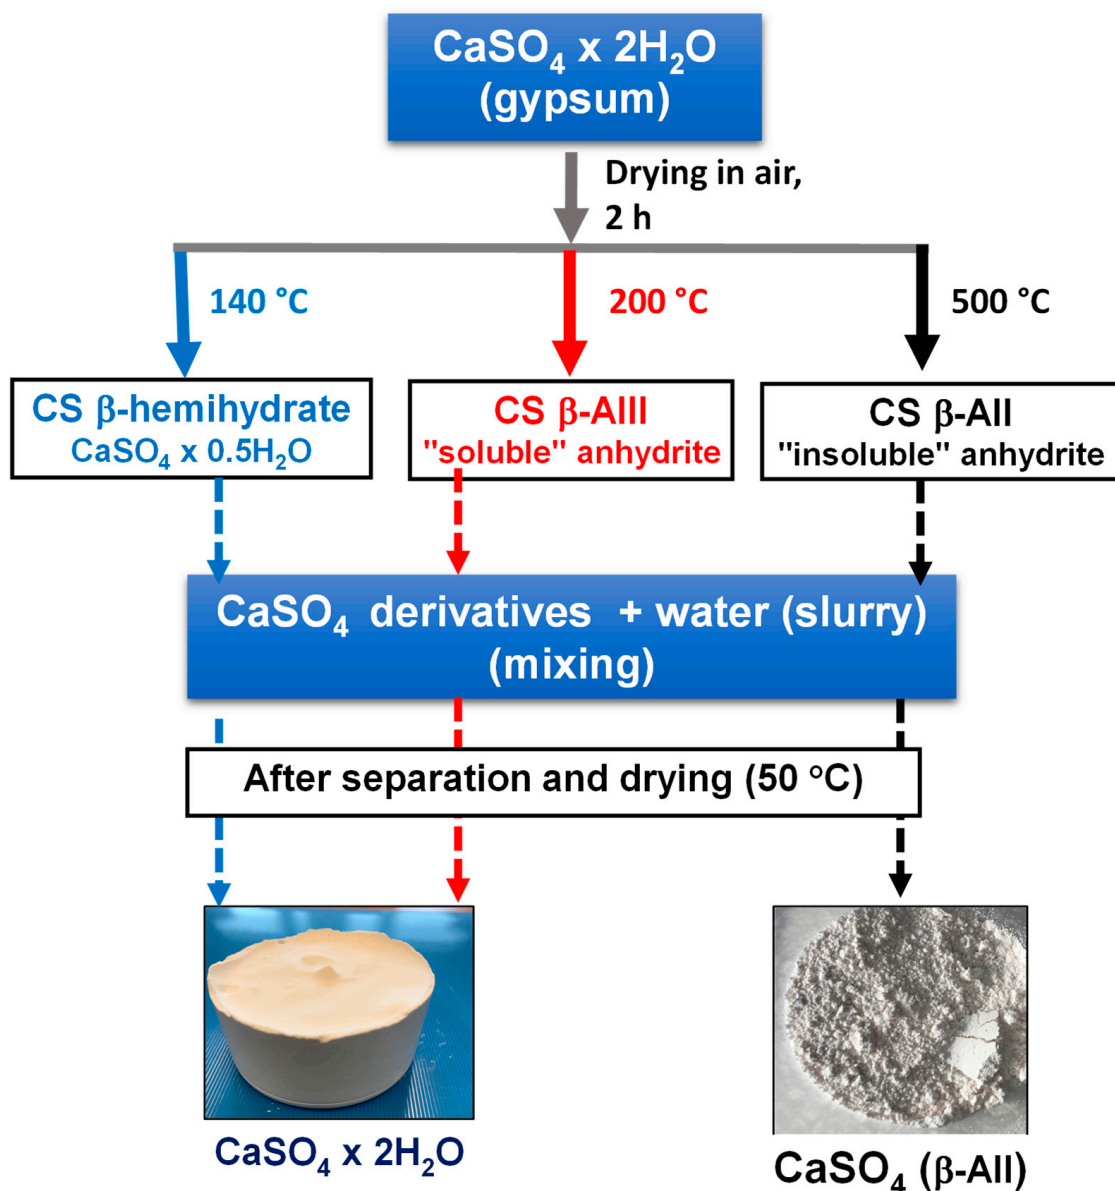 CaSO₄ x 2H₂O
(gypsum)
Drying in air,
2 h
140 °C
200 °C
500 °C
CS β-hemihydrate
CaSO₄ x 0.5H₂O
CS β-AIII
"soluble" anhydrite
CS β-AII
"insoluble" anhydrite
CaSO₄ derivatives + water (slurry)
(mixing)
After separation and drying (50 °C)
CaSO₄ x 2H₂O
CaSO₄ (β-AII)